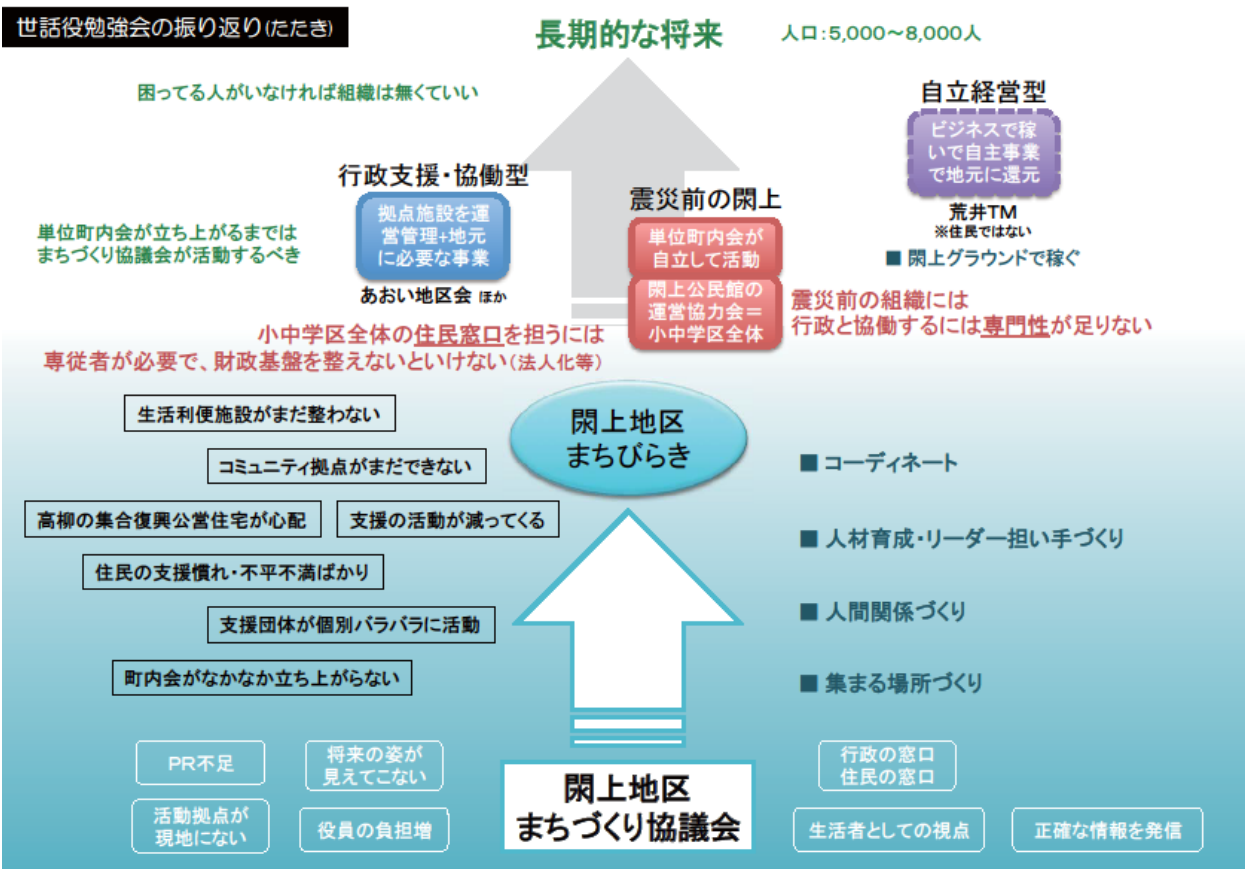 世話役勉強会の振り返り(たたき)
長期的な将来
人口:5,000～8,000人
困ってる人がいなければ組織は無くていい
自立経営型
ビジネスで稼
いで自主事業
で地元に還元
荒井TM
※住民ではない
■ 閖上グラウンドで稼ぐ
行政支援・協働型
拠点施設を運
営管理+地元
に必要な事業
あおい地区会 ほか
震災前の閖上
単位町内会が
自立して活動
閖上公民館の
運営協力会＝
小中学区全体
単位町内会が立ち上がるまでは
まちづくり協議会が活動するべき
震災前の組織には
行政と協働するには専門性が足りない
小中学区全体の住民窓口を担うには
専従者が必要で、財政基盤を整えないといけない(法人化等)
閖上地区
まちびらき
生活利便施設がまだ整わない
コミュニティ拠点がまだできない
高柳の集合復興公営住宅が心配
支援の活動が減ってくる
住民の支援慣れ・不平不満ばかり
支援団体が個別バラバラに活動
町内会がなかなか立ち上がらない
■ コーディネート
■ 人材育成・リーダー担い手づくり
■ 人間関係づくり
■ 集まる場所づくり
PR不足
将来の姿が
見えてこない
活動拠点が
現地にない
役員の負担増
閖上地区
まちづくり協議会
行政の窓口
住民の窓口
生活者としての視点
正確な情報を発信